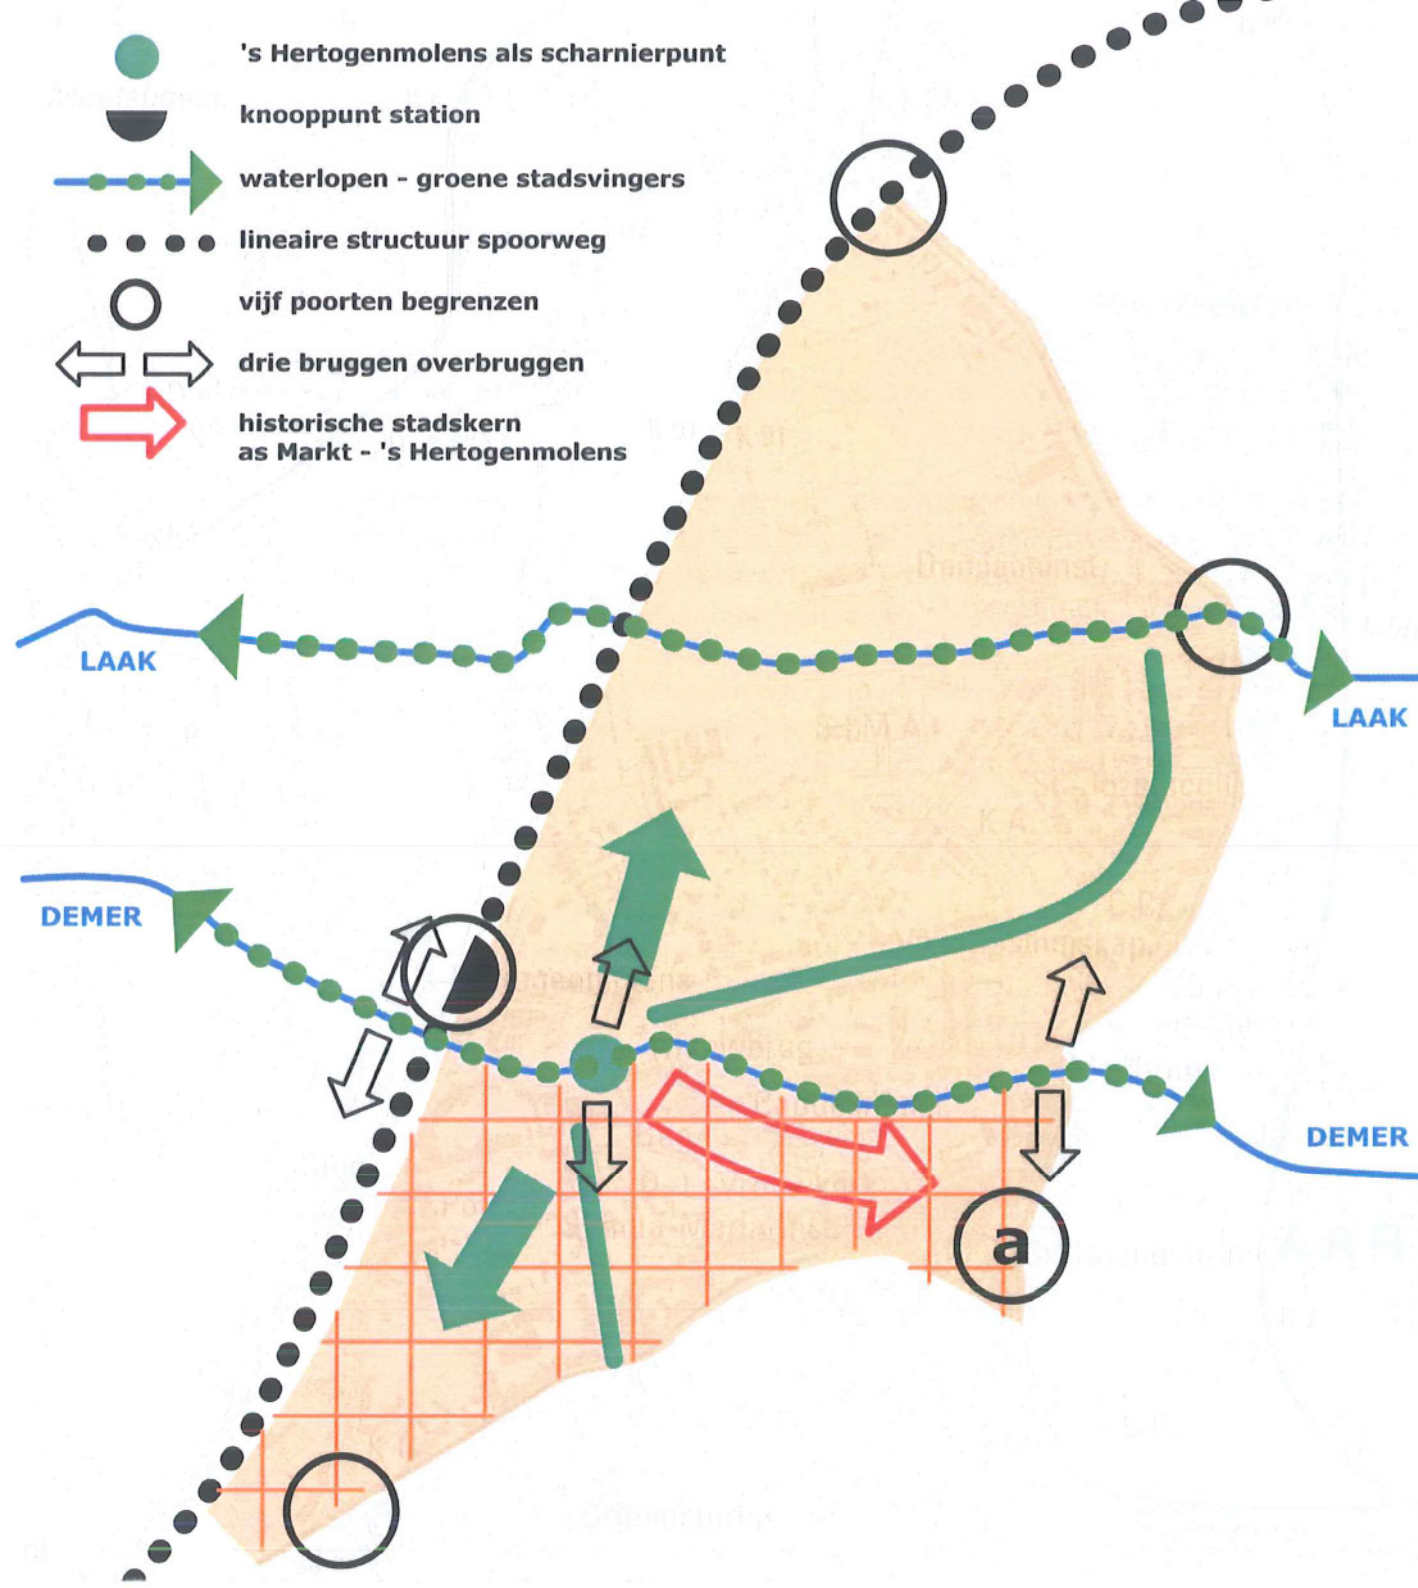 's Hertogenmolens als scharnierpunt
knooppunt station
waterlopen - groene stadsvingers
lineaire structuur spoorweg
vijf poorten begrenzen
drie bruggen overbruggen
historische stadskern
as Markt - 's Hertogenmolens
LAAK
LAAK
DEMER
DEMER
a